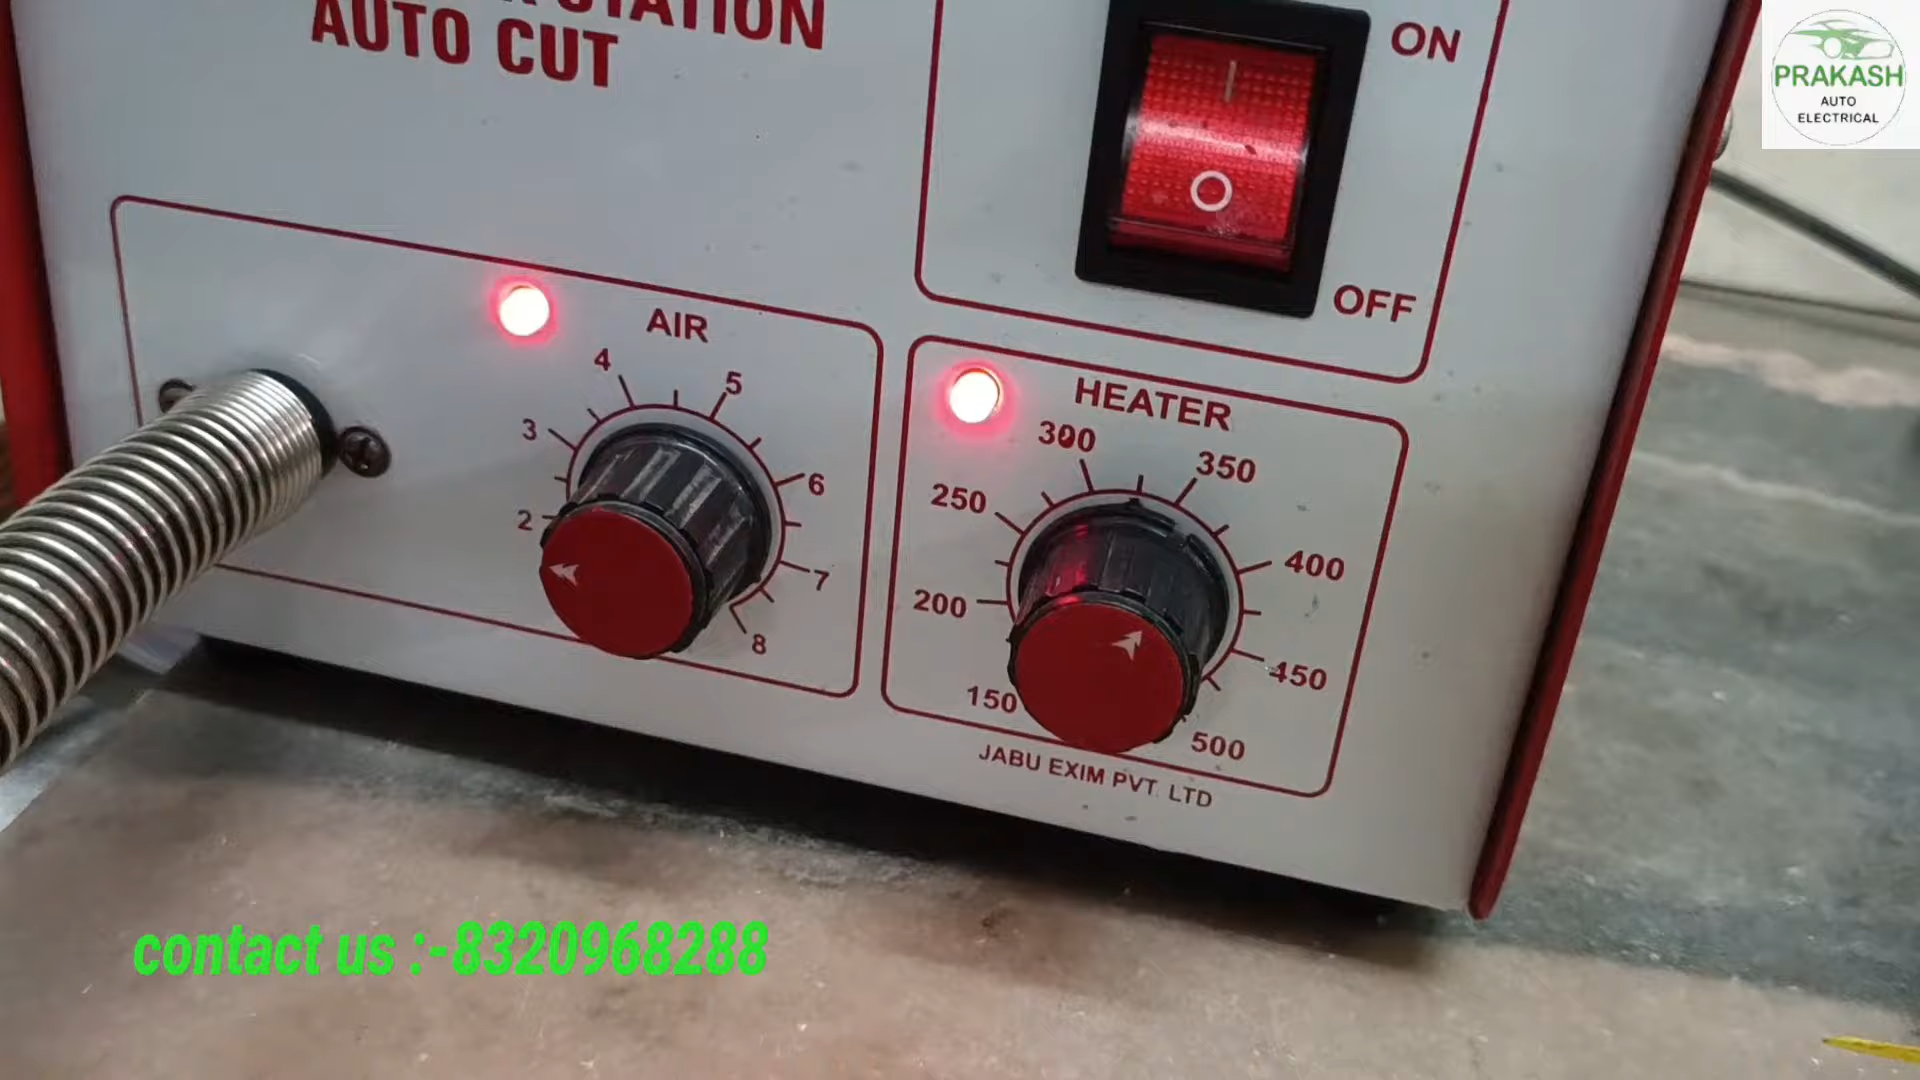 STATION
AUTO CUT
ON
OFF
PRAKASH
AUTO
ELECTRICAL
AIR
2
3
4
5
6
7
8
HEATER
150
200
250
300
350
400
450
500
JABU EXIM PVT. LTD
contact us :-8320968288